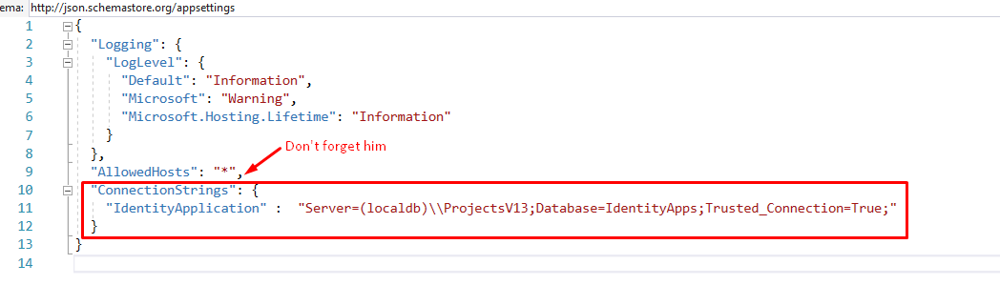 ema: http://json.schemastore.org/appsettings
1 {
2 "Logging": {
3 "LogLevel": {
4 "Default": "Information",
5 "Microsoft": "Warning",
6 "Microsoft.Hosting.Lifetime": "Information"
7 }
8 },
Don't forget him
9 "AllowedHosts": "*",
10 "ConnectionStrings": {
11 "IdentityApplication" : "Server=(localdb)\\ProjectsV13;Database=IdentityApps;Trusted_Connection=True;"
12 }
13 }
14